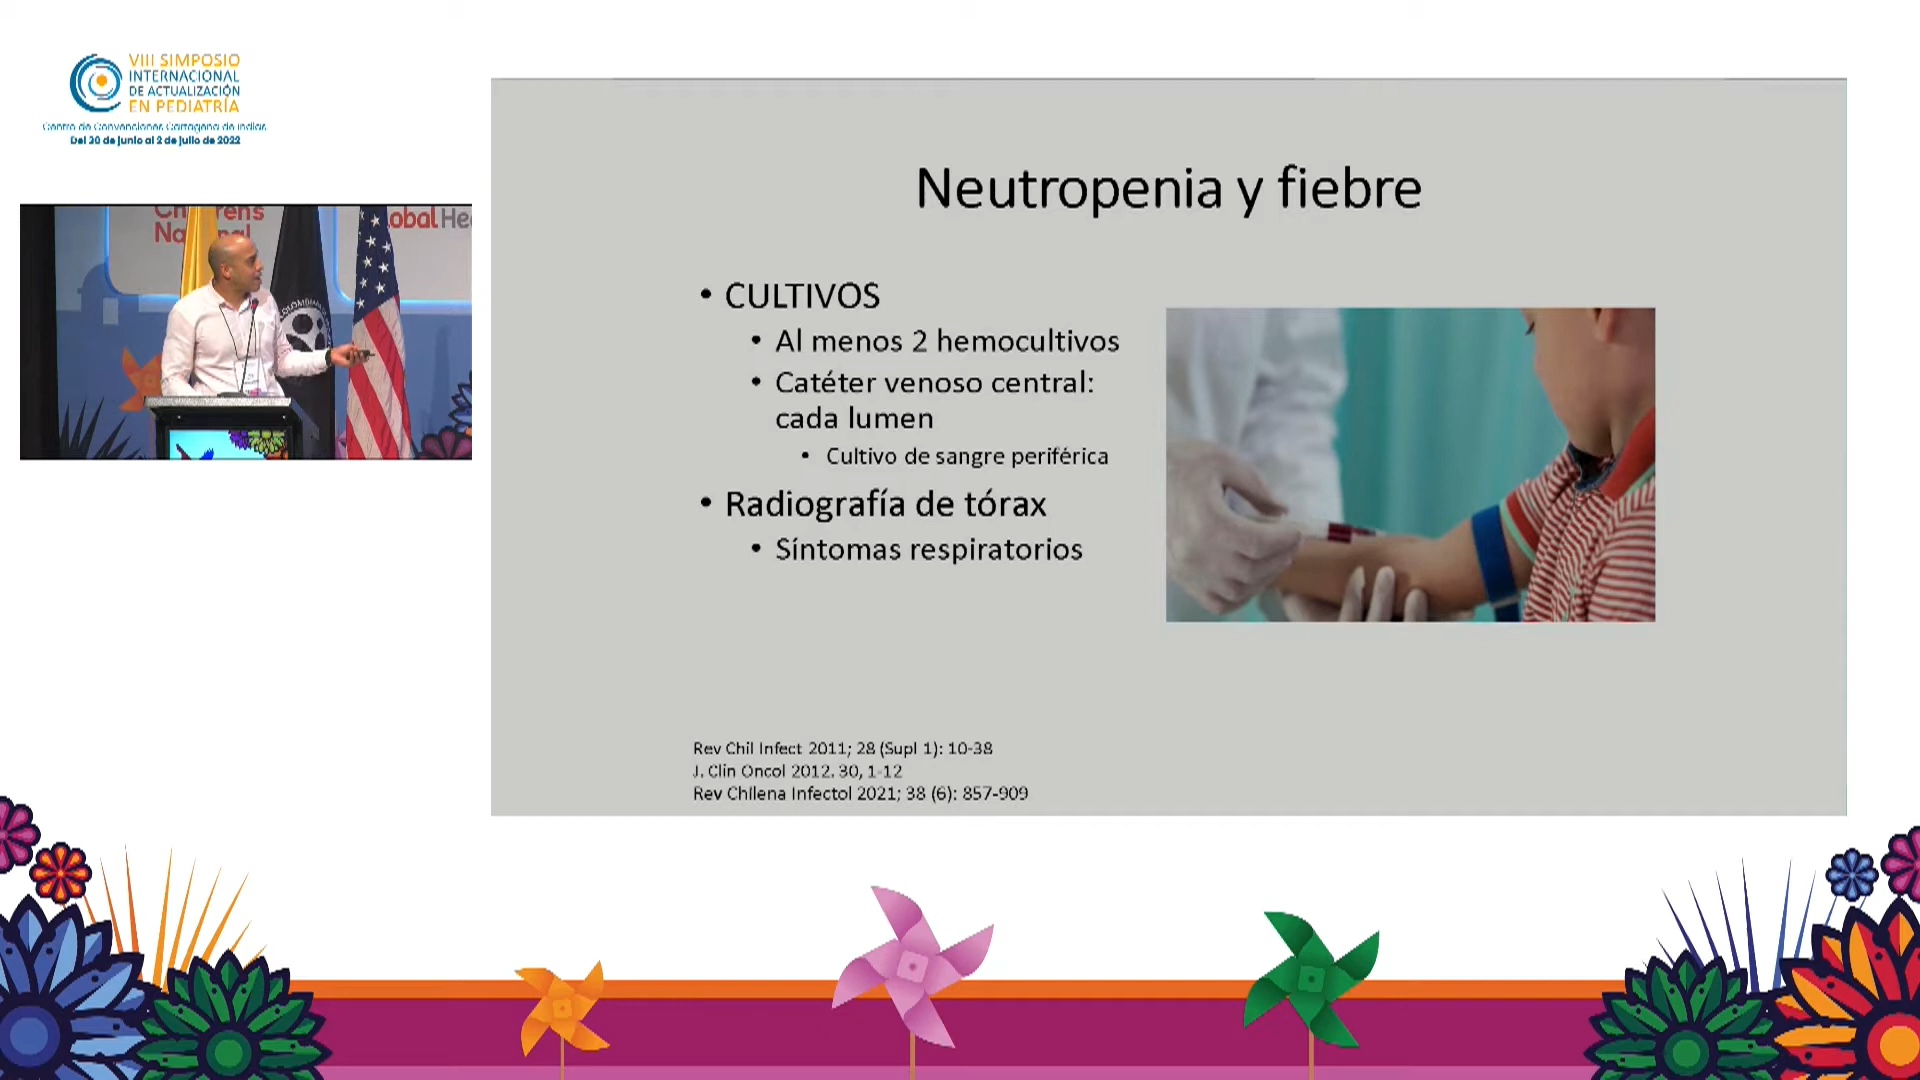 VIII SIMPOSIO
INTERNACIONAL
DE ACTUALIZACIÓN
EN PEDIATRÍA
Centro de Convenciones Cartagena de Indias
Del 30 de junio al 2 de julio de 2022
Neutropenia y fiebre
• CULTIVOS
• Al menos 2 hemocultivos
• Catéter venoso central:
cada lumen
• Cultivo de sangre periférica
• Radiografía de tórax
• Síntomas respiratorios
Rev Chil Infect 2011; 28 (Supl 1): 10-38
J. Clin Oncol 2012. 30, 1-12
Rev Chilena Infectol 2021; 38 (6): 857-909